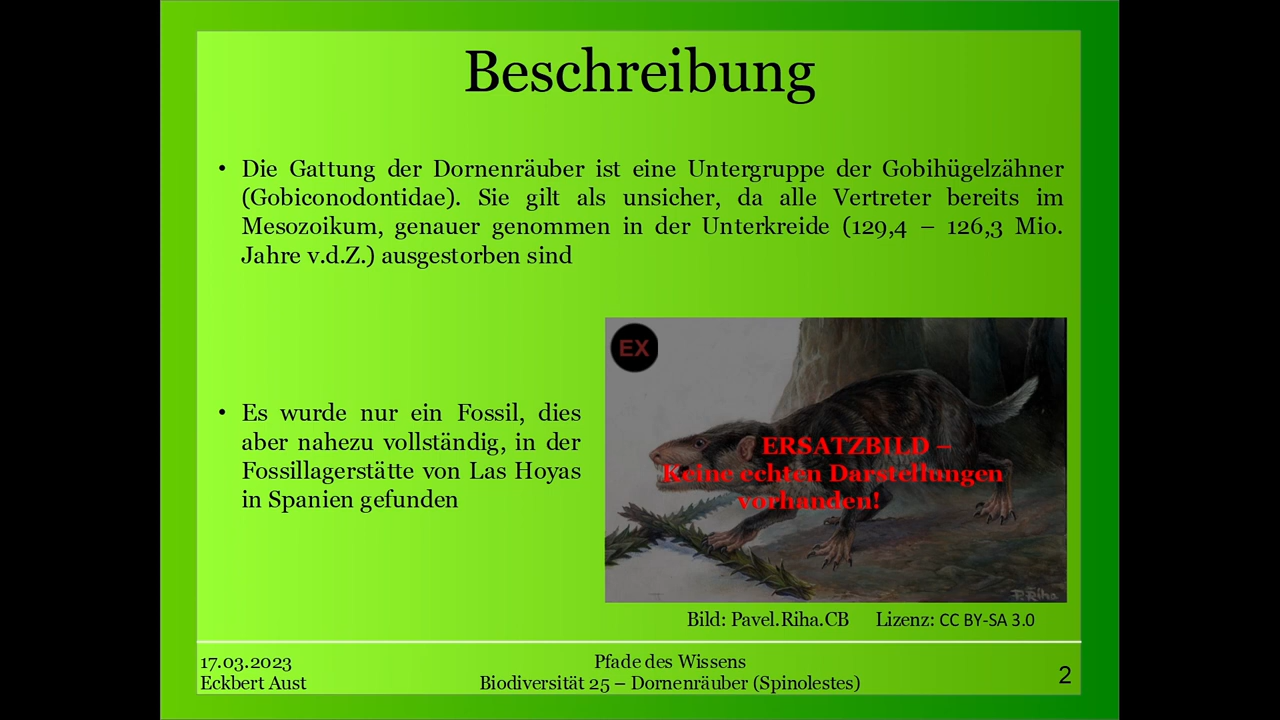 Beschreibung
• Die Gattung der Dornenräuber ist eine Untergruppe der Gobihügelzähner
(Gobiconodontidae). Sie gilt als unsicher, da alle Vertreter bereits im
Mesozoikum, genauer genommen in der Unterkreide (129,4 – 126,3 Mio.
Jahre v.d.Z.) ausgestorben sind
• Es wurde nur ein Fossil, dies
aber nahezu vollständig, in der
Fossillagerstätte von Las Hoyas
in Spanien gefunden
EX
ERSATZBILD –
Keine echten Darstellungen
vorhanden!
P. Riha
Bild: Pavel.Riha.CB Lizenz: CC BY-SA 3.0
17.03.2023
Eckbert Aust
Pfade des Wissens
Biodiversität 25 – Dornenräuber (Spinolestes)
2